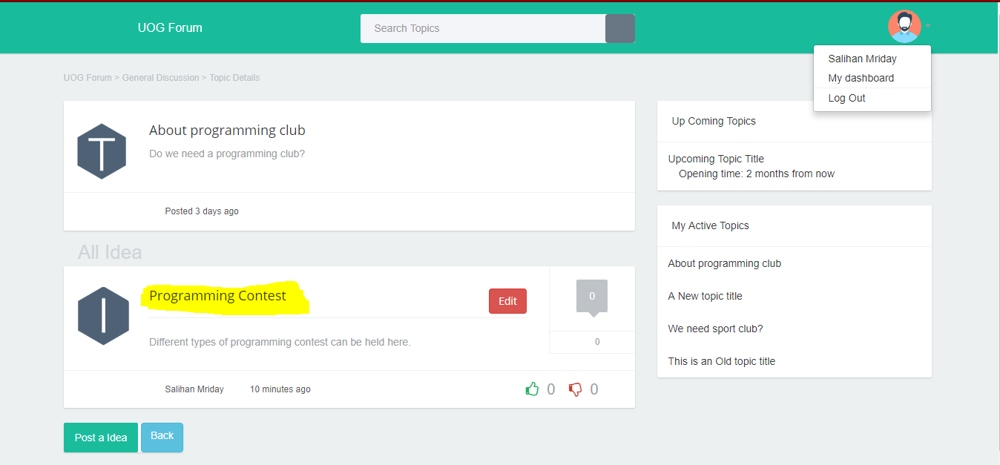 UOG Forum
Search Topics
Salihan Mriday
My dashboard
Log Out
UOG Forum > General Discussion > Topic Details
T
About programming club
Do we need a programming club?
Posted 3 days ago
All Idea
I
Programming Contest
Edit
0
Different types of programming contest can be held here.
0
Salihan Mriday
10 minutes ago
0
0
Post a Idea
Back
Up Coming Topics
Upcoming Topic Title
Opening time: 2 months from now
My Active Topics
About programming club
A New topic title
We need sport club?
This is an Old topic title